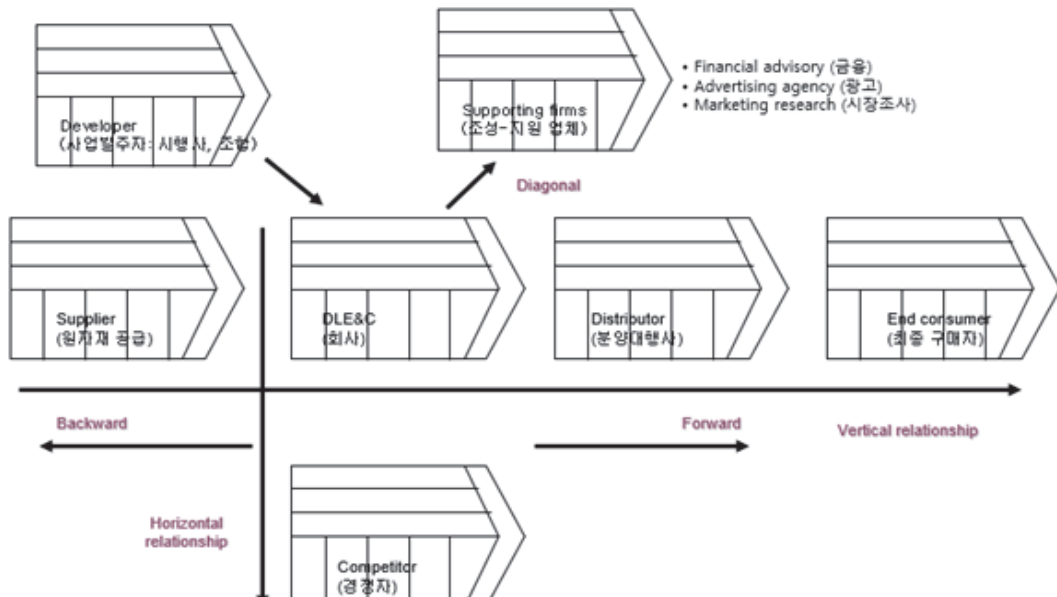 Developer
(사업발주자: 시행사, 조합)
Supporting firms
(조성-지원 업체)
• Financial advisory (금융)
• Advertising agency (광고)
• Marketing research (시장조사)
Diagonal
Supplier
(원자재 공급)
DLE&C
(회사)
Distributor
(분양대행사)
End consumer
(최종 구매자)
Backward
Forward
Vertical relationship
Horizontal
relationship
Competitor
(경쟁자)